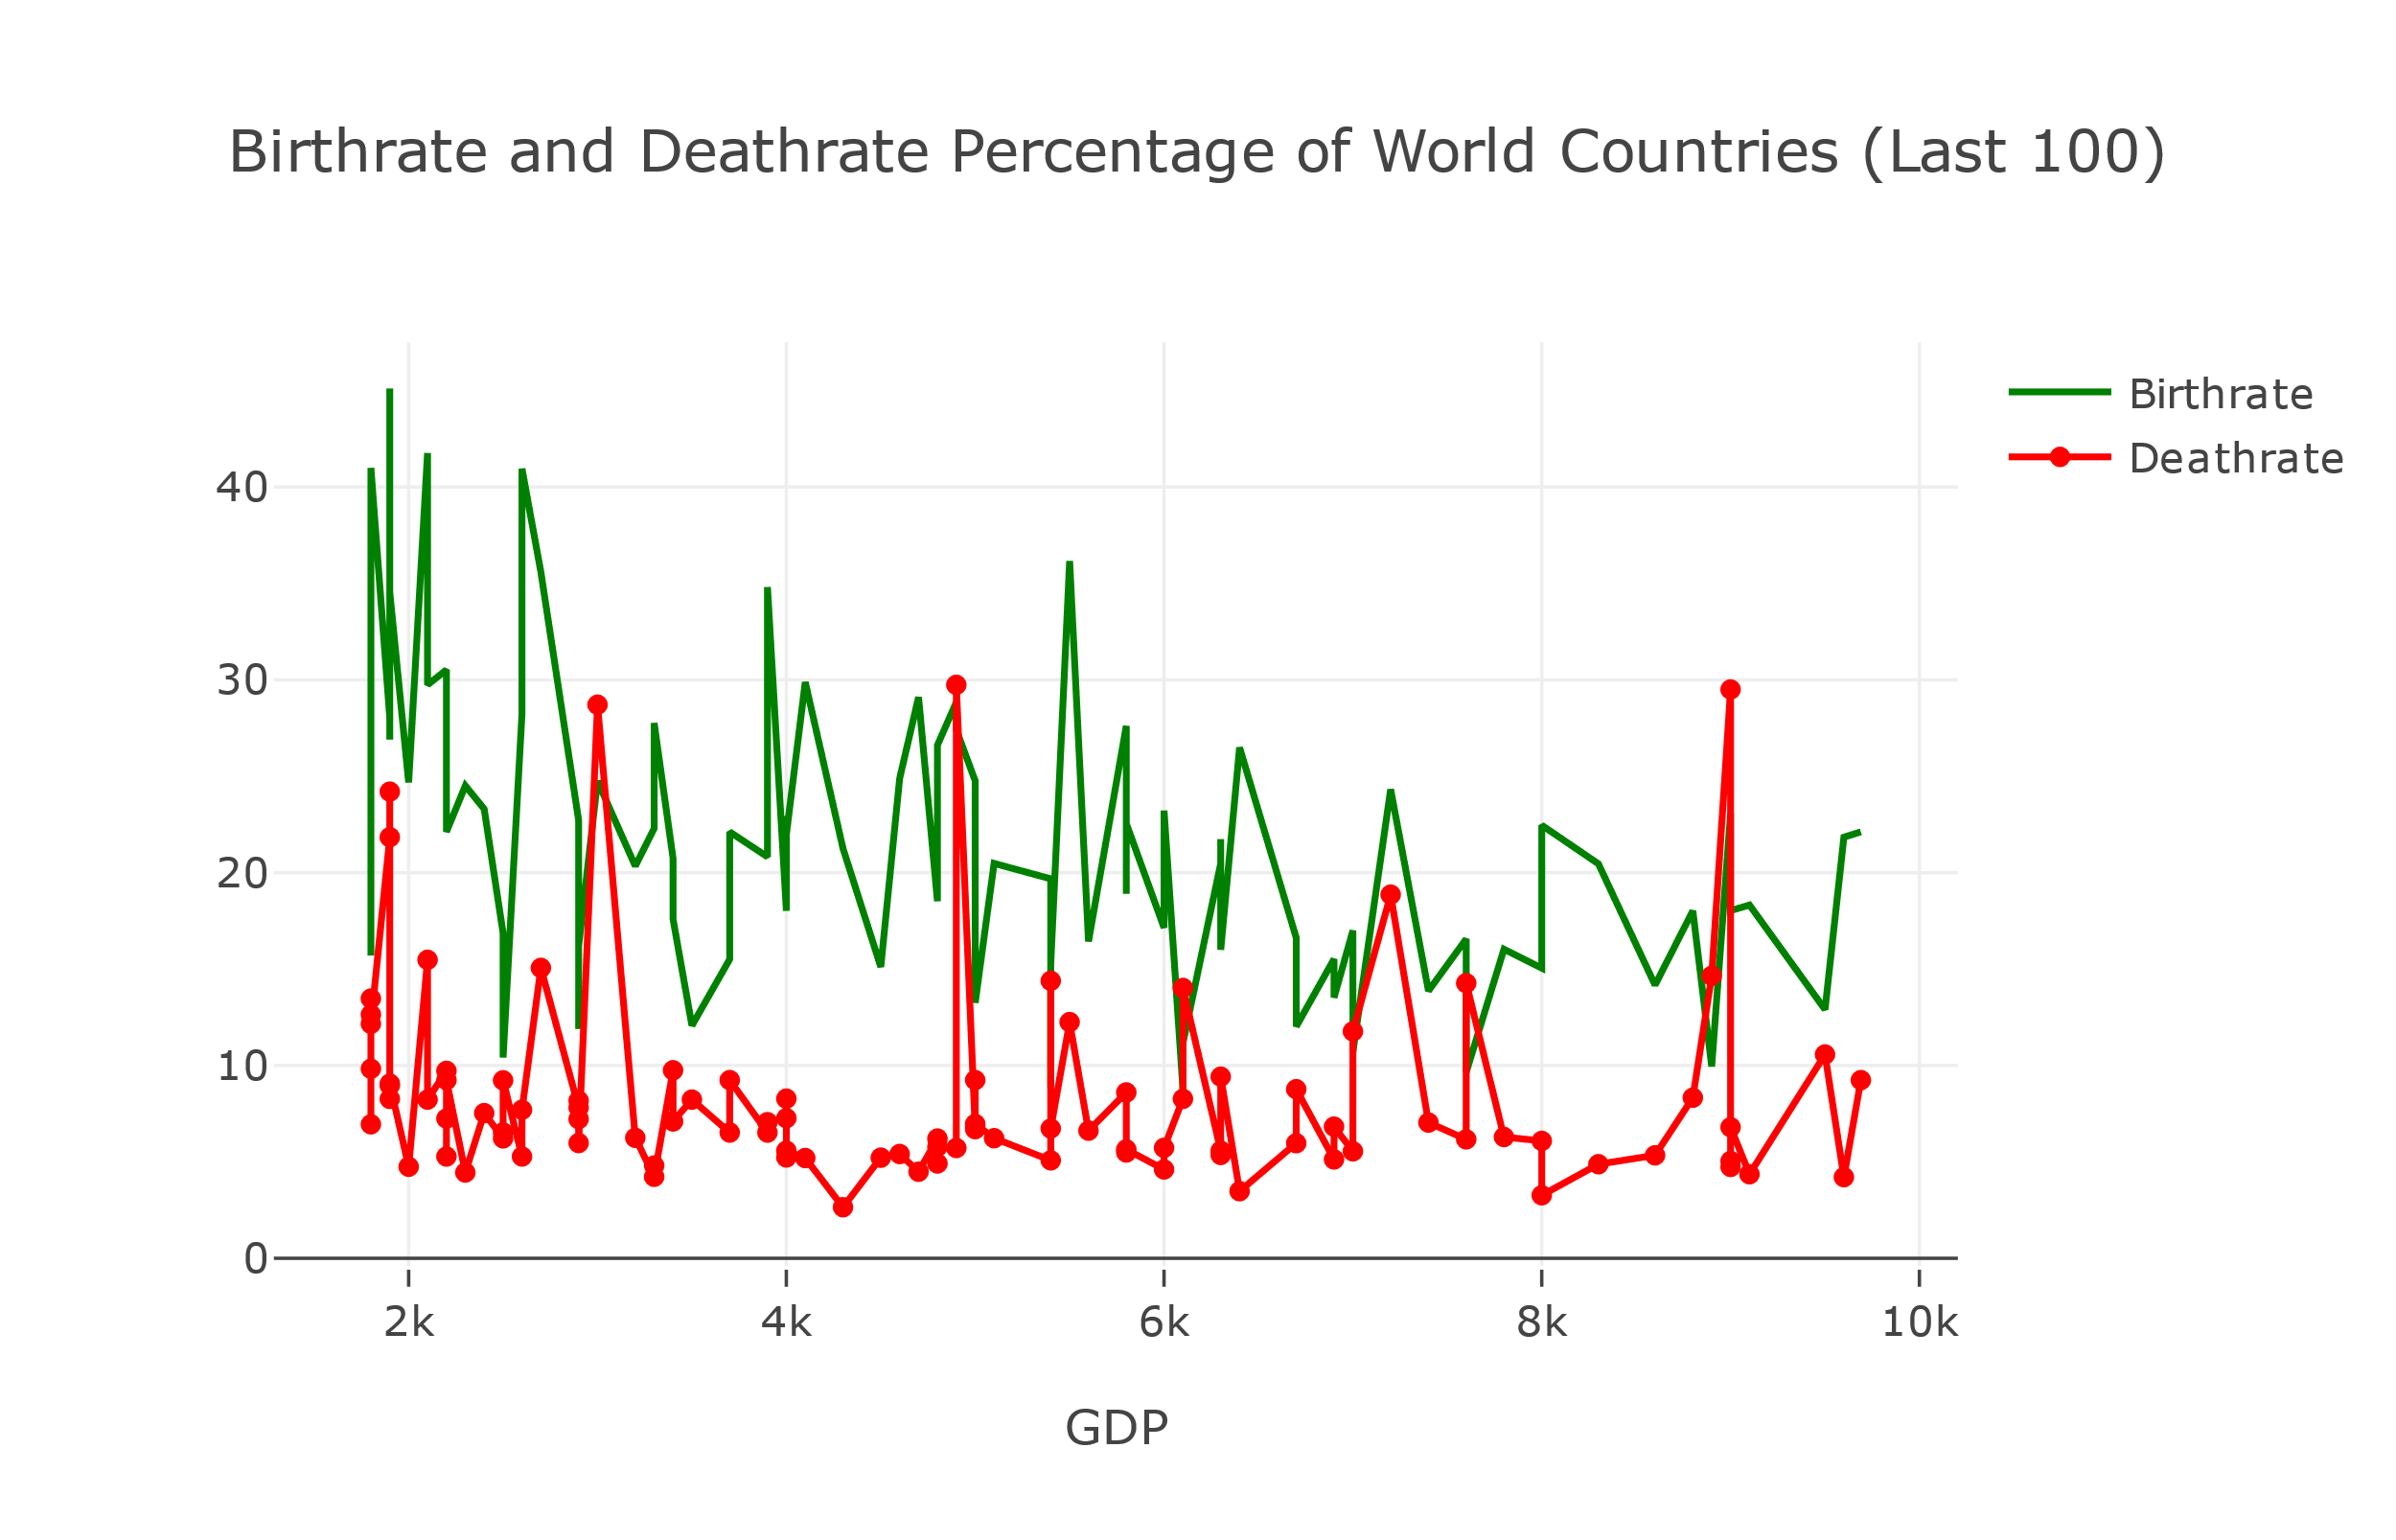 Birthrate and Deathrate Percentage of World Countries (Last 100)
Birthrate
Deathrate
40
30
20
10
0
2k
4k
6k
8k
10k
GDP